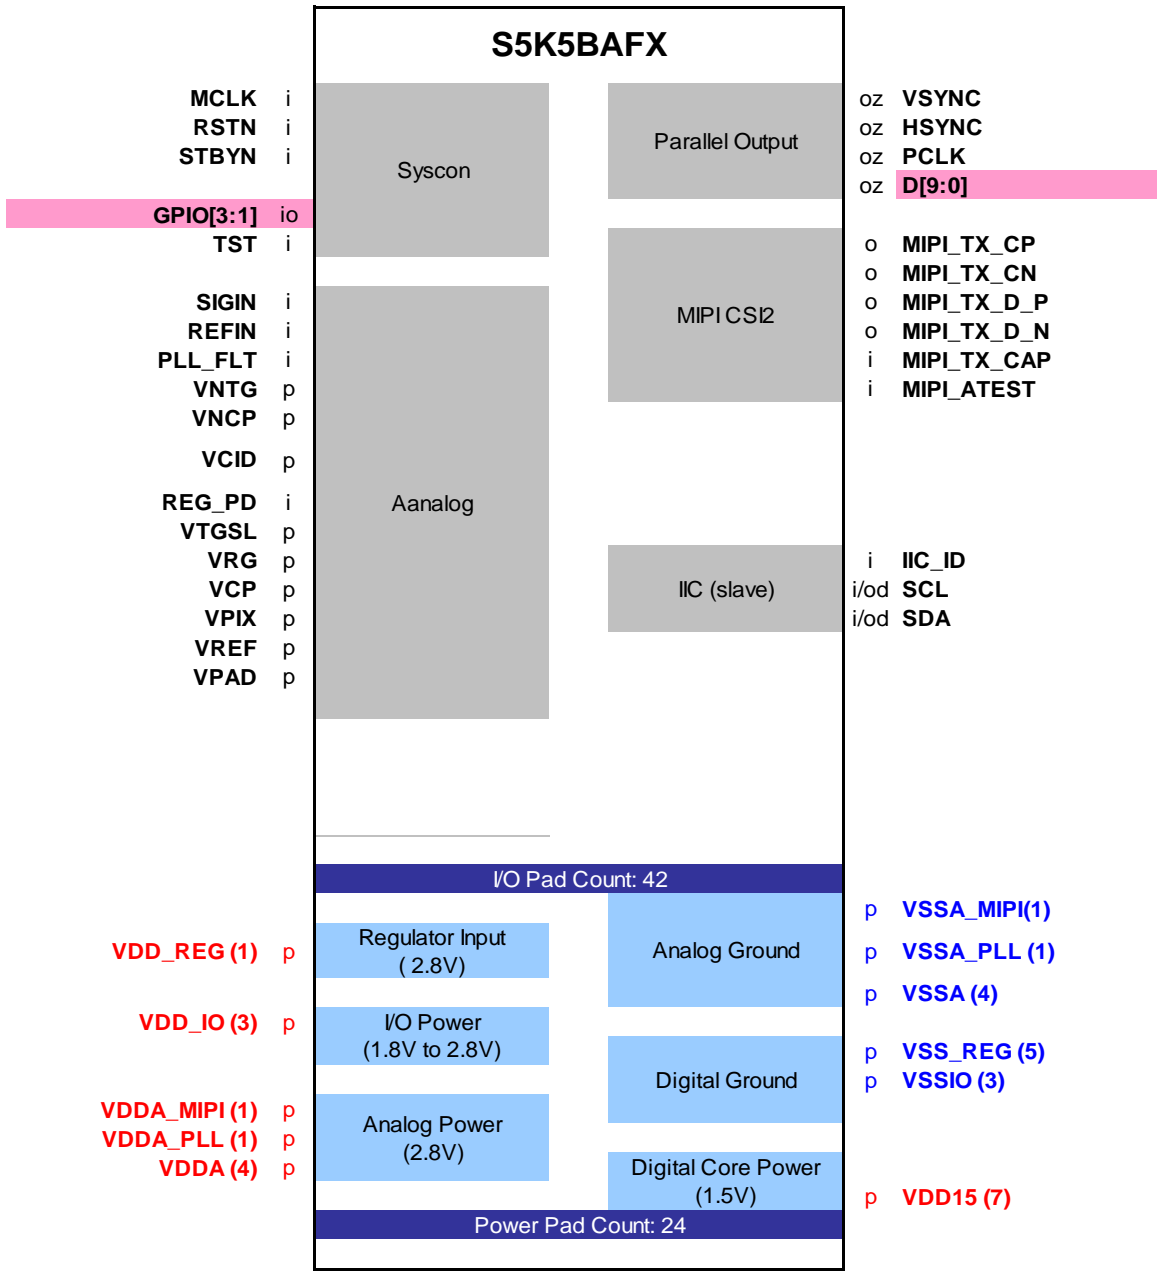 S5K5BAFX
MCLK i
RSTN i
STBYN i
GPIO[3:1] io
TST i
Syscon
SIGIN i
REFIN i
PLL_FLT i
VNTG p
VNCP p
VCID p
REG_PD i
VTGSL p
VRG p
VCP p
VPIX p
VREF p
VPAD p
Aanalog
Parallel Output
oz VSYNC
oz HSYNC
oz PCLK
oz D[9:0]
MIPI CSI2
o MIPI_TX_CP
o MIPI_TX_CN
o MIPI_TX_D_P
o MIPI_TX_D_N
i MIPI_TX_CAP
i MIPI_ATEST
IIC (slave)
i IIC_ID
i/od SCL
i/od SDA
I/O Pad Count: 42
VDD_REG (1) p
Regulator Input
( 2.8V)
VDD_IO (3) p
I/O Power
(1.8V to 2.8V)
VDDA_MIPI (1) p
VDDA_PLL (1) p
VDDA (4) p
Analog Power
(2.8V)
Analog Ground
p VSSA_MIPI(1)
p VSSA_PLL (1)
p VSSA (4)
Digital Ground
p VSS_REG (5)
p VSSIO (3)
Digital Core Power
(1.5V)
p VDD15 (7)
Power Pad Count: 24